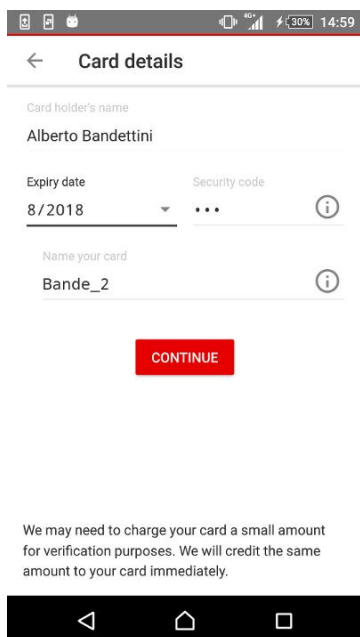 4G 30% 14:59
Card details
Card holder's name
Alberto Bandettini
Expiry date Security code
8/2018 •••
Name your card
Bande_2
CONTINUE
We may need to charge your card a small amount
for verification purposes. We will credit the same
amount to your card immediately.